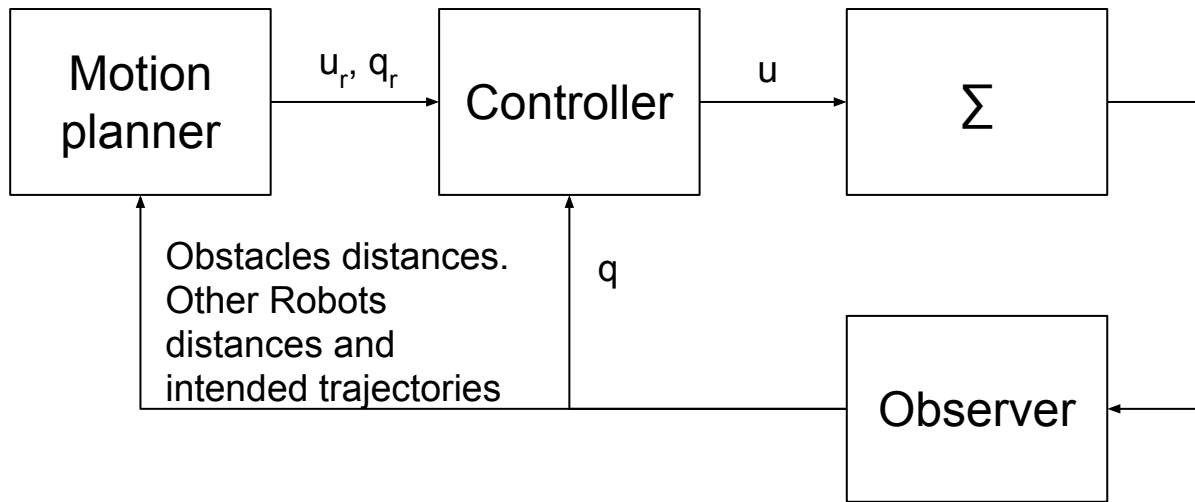 Motion
planner
u_r, q_r
Controller
u
Σ
Obstacles distances.
Other Robots
distances and
intended trajectories
q
Observer